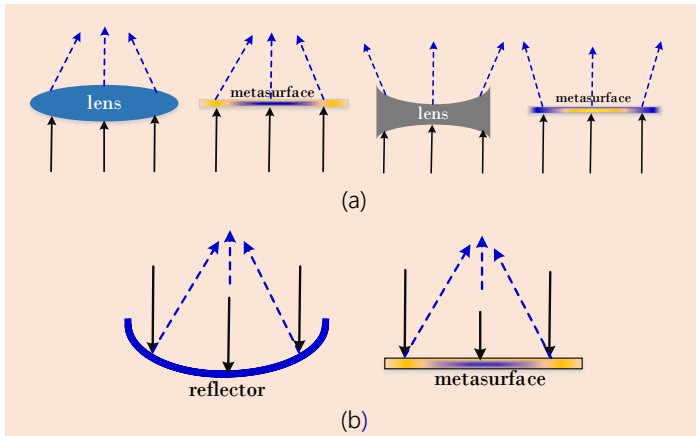 lens
metasurface
lens
metasurface
(a)
reflector
metasurface
(b)